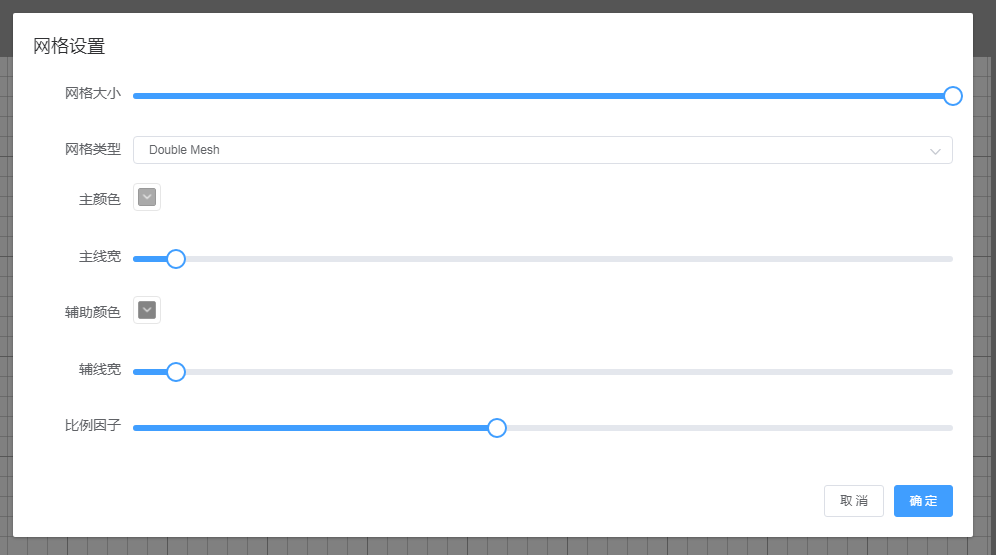 网格设置
网格大小
网格类型 Double Mesh
主颜色
主线宽
辅助颜色
辅线宽
比例因子
取消 确定